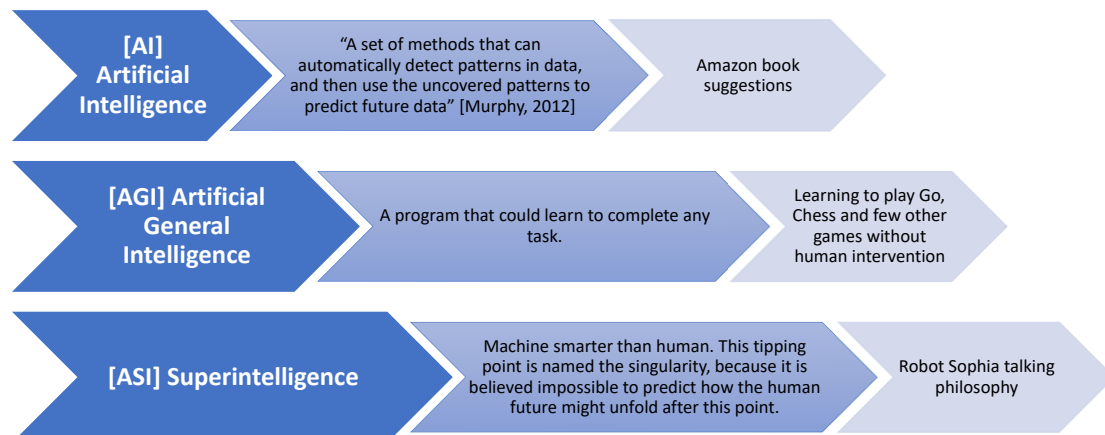 [AI]
Artificial
Intelligence
“A set of methods that can
automatically detect patterns in data,
and then use the uncovered patterns to
predict future data” [Murphy, 2012]
Amazon book
suggestions
[AGI] Artificial
General
Intelligence
A program that could learn to complete any
task.
Learning to play Go,
Chess and few other
games without
human intervention
[ASI] Superintelligence
Machine smarter than human. This tipping
point is named the singularity, because it is
believed impossible to predict how the human
future might unfold after this point.
Robot Sophia talking
philosophy